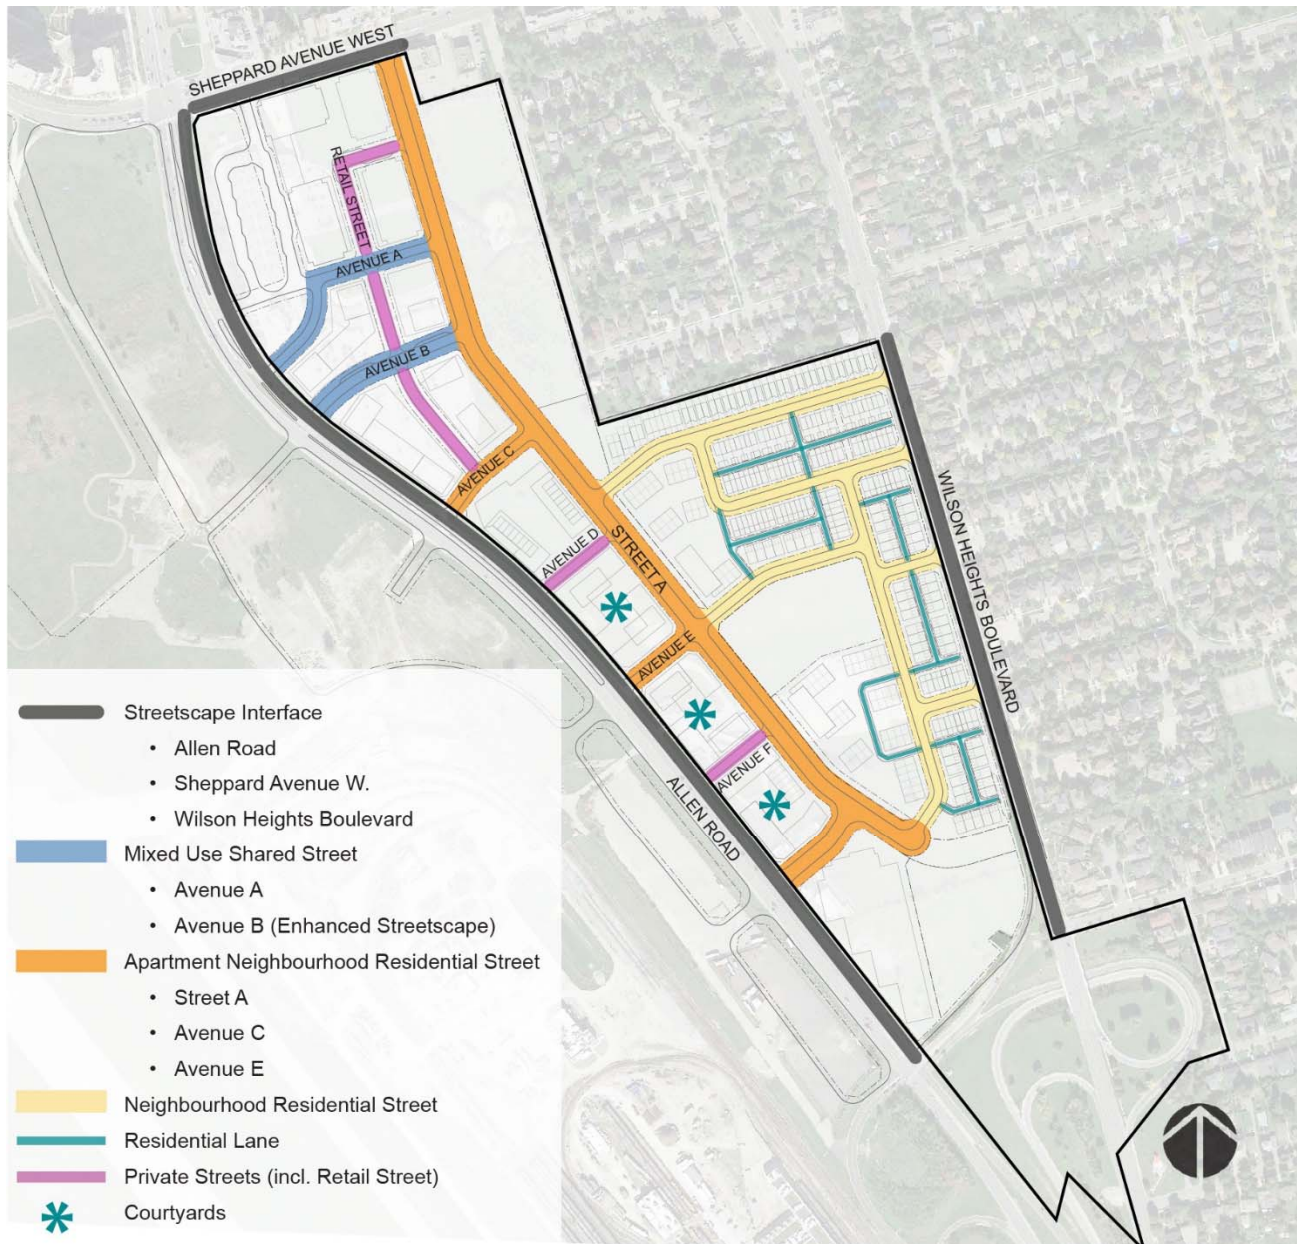 SHEPPARD AVENUE WEST
RETAIL STREET
AVENUE A
AVENUE B
AVENUE C
AVENUE D
STREET A
AVENUE E
AVENUE F
ALLEN ROAD
WILSON HEIGHTS BOULEVARD
Streetscape Interface
• Allen Road
• Sheppard Avenue W.
• Wilson Heights Boulevard
Mixed Use Shared Street
• Avenue A
• Avenue B (Enhanced Streetscape)
Apartment Neighbourhood Residential Street
• Street A
• Avenue C
• Avenue E
Neighbourhood Residential Street
Residential Lane
Private Streets (incl. Retail Street)
Courtyards